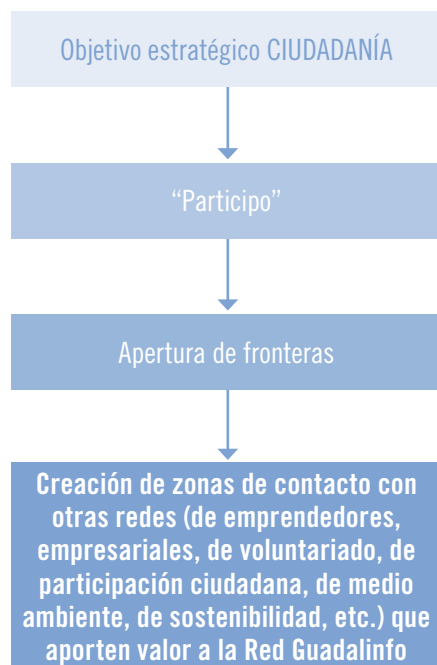 Objetivo estratégico CIUDADANÍA
“Participo”
Apertura de fronteras
Creación de zonas de contacto con
otras redes (de emprendedores,
empresariales, de voluntariado, de
participación ciudadana, de medio
ambiente, de sostenibilidad, etc.) que
aporten valor a la Red Guadalinfo